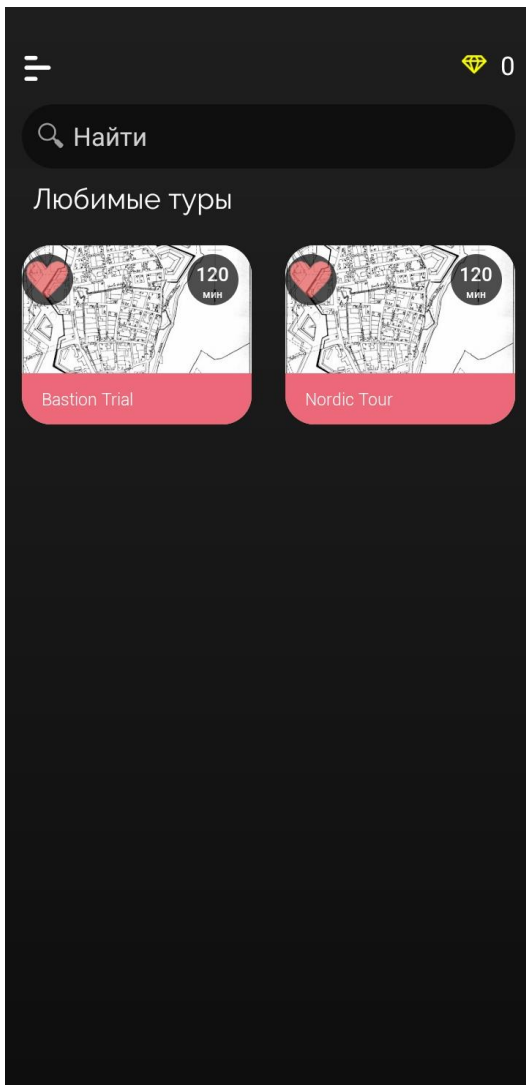 0
Найти
Любимые туры
120
мин
Bastion Trial
120
мин
Nordic Tour